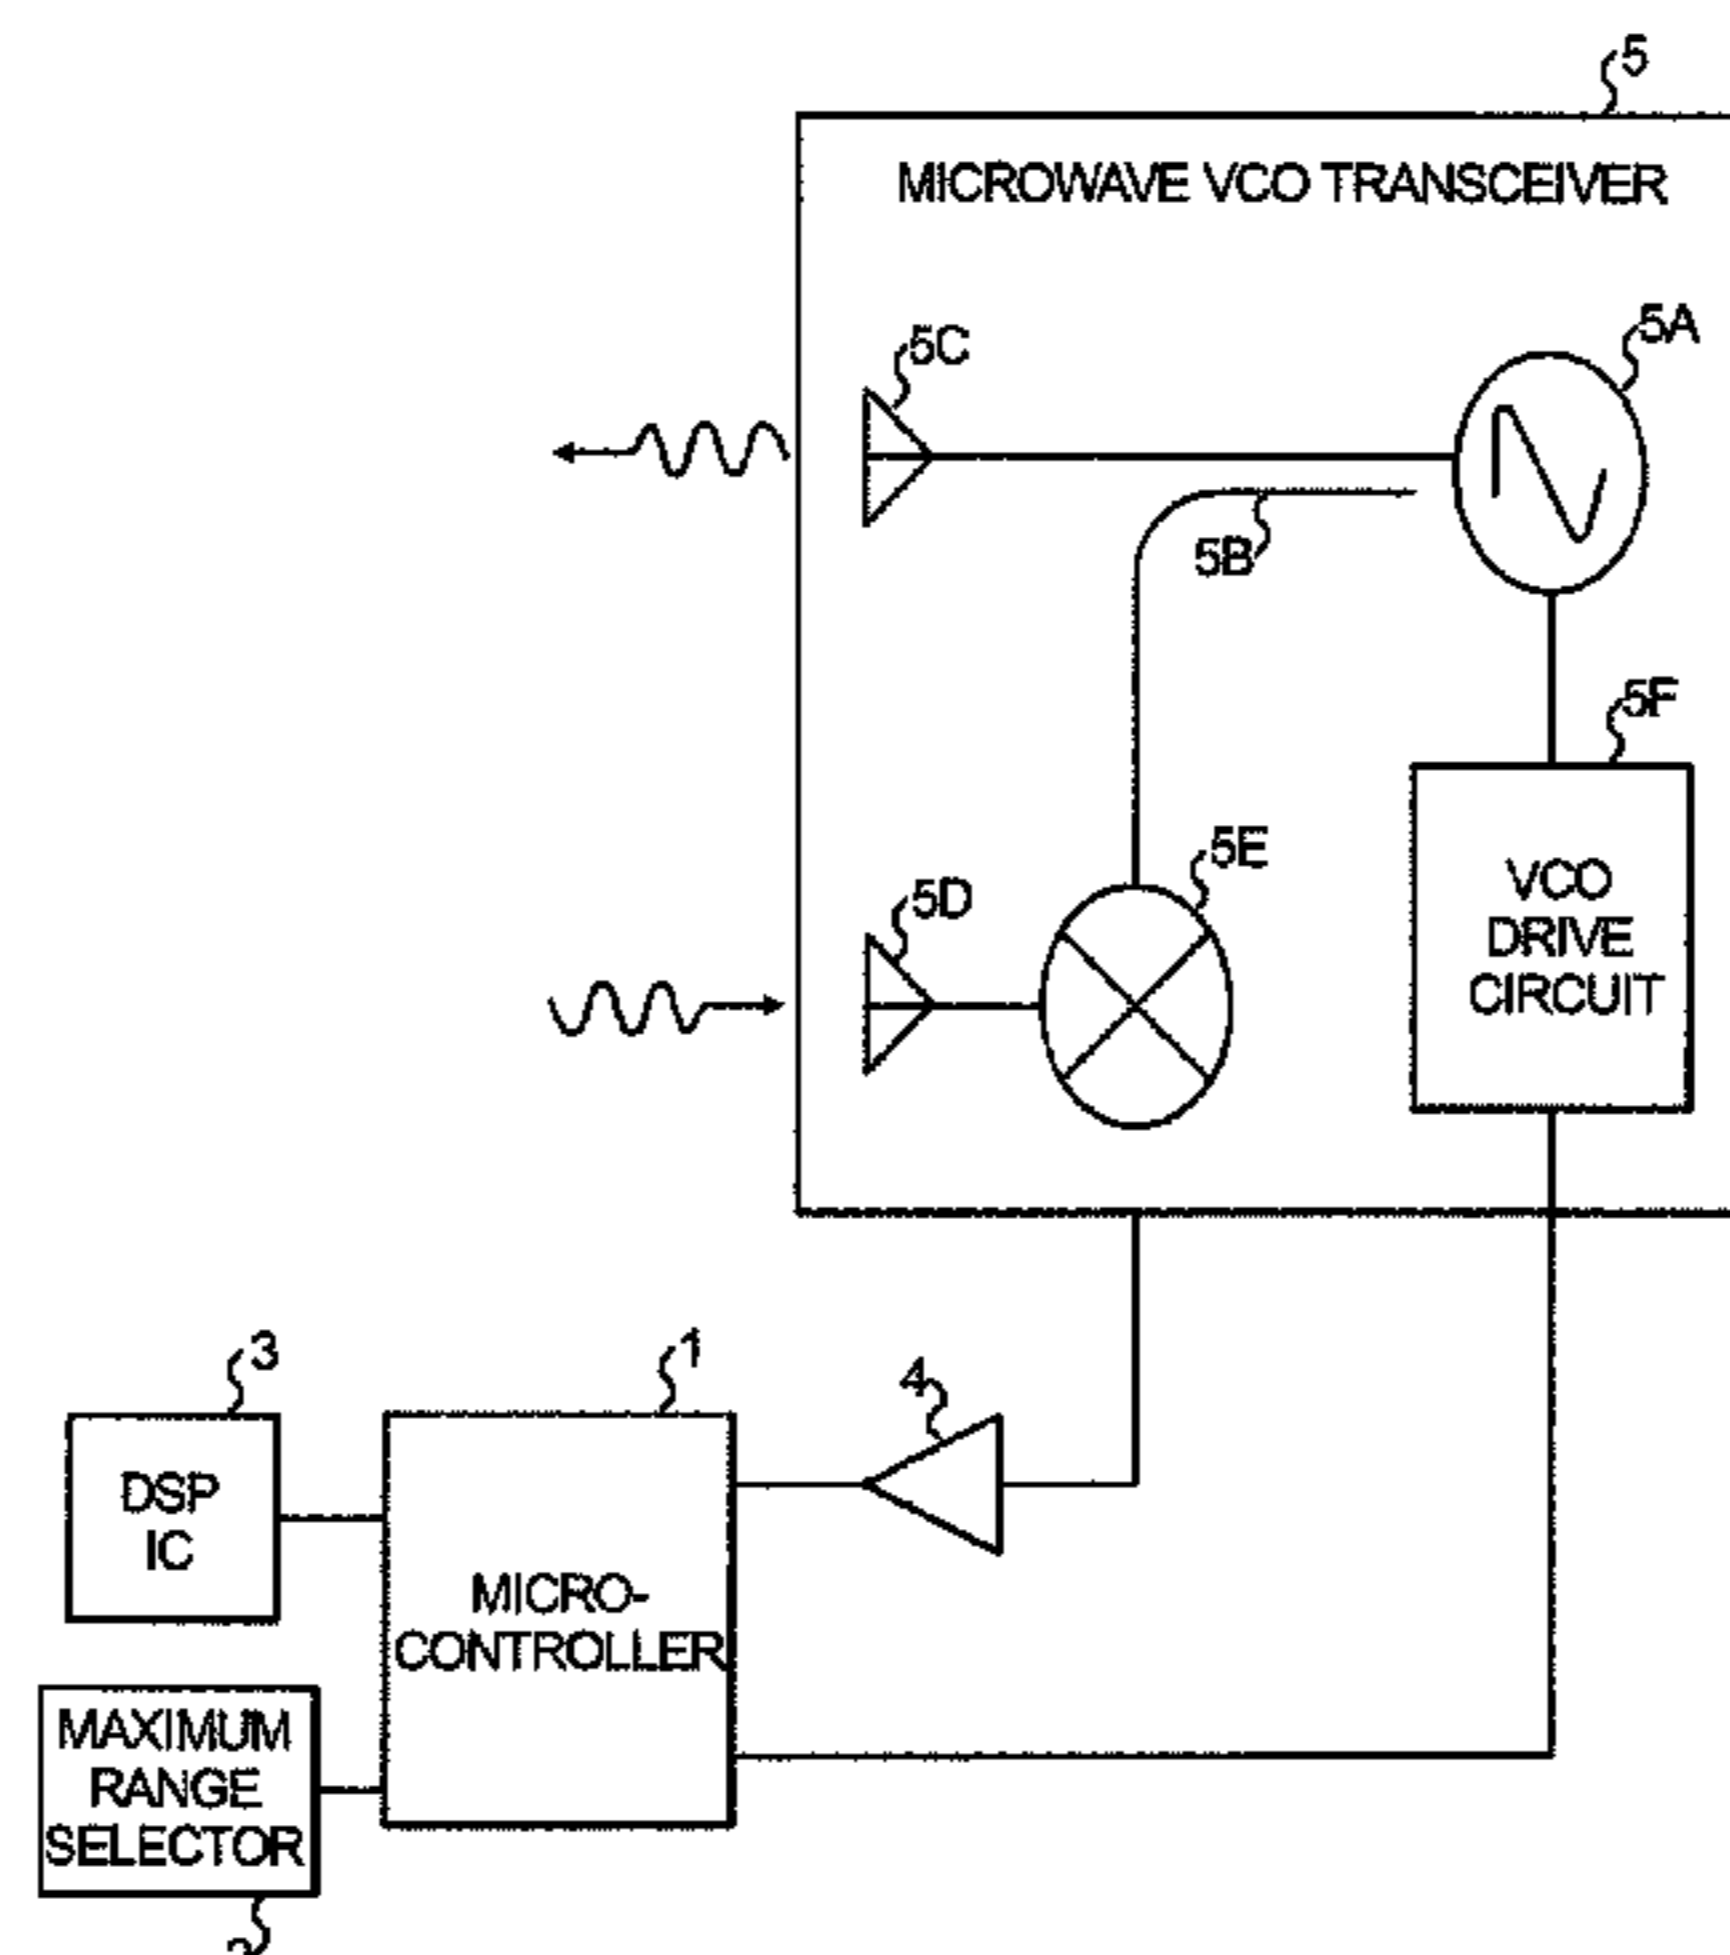 5
MICROWAVE VCO TRANSCEIVER
5A
5C
5B
5F
5E
VCO
DRIVE
CIRCUIT
5D
3
1
4
DSP
IC
MICRO-
CONTROLLER
MAXIMUM
RANGE
SELECTOR